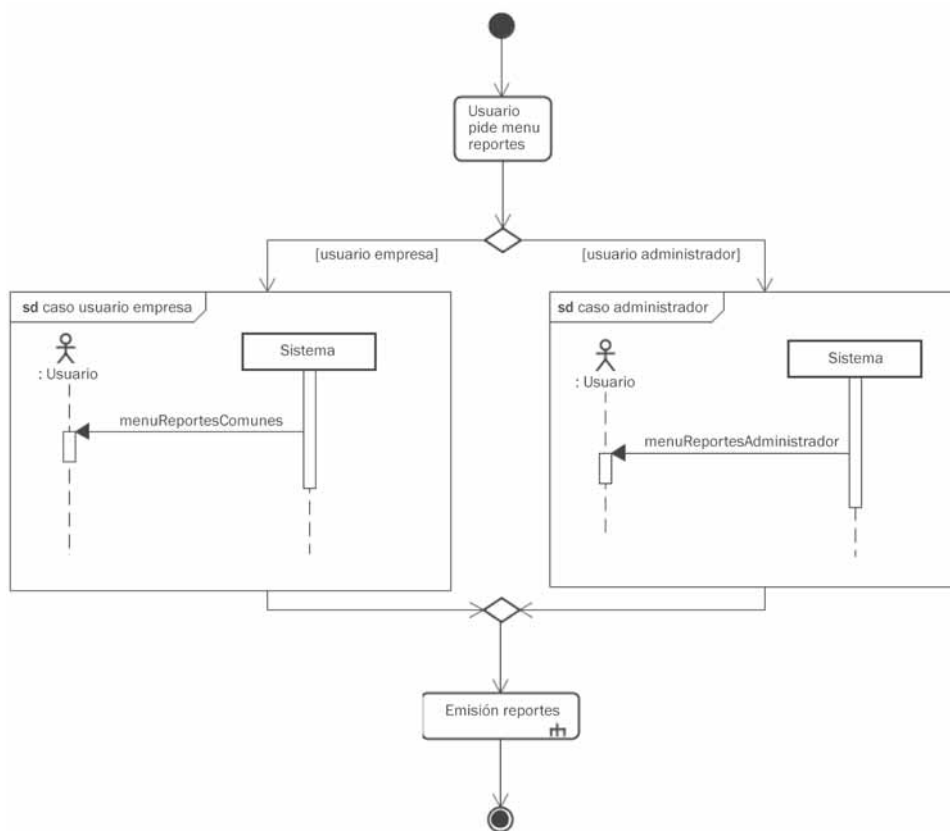 Usuario
pide menu
reportes
[usuario empresa]
[usuario administrador]
sd caso usuario empresa
: Usuario
Sistema
menuReportesComunes
sd caso administrador
: Usuario
Sistema
menuReportesAdministrador
Emisión reportes